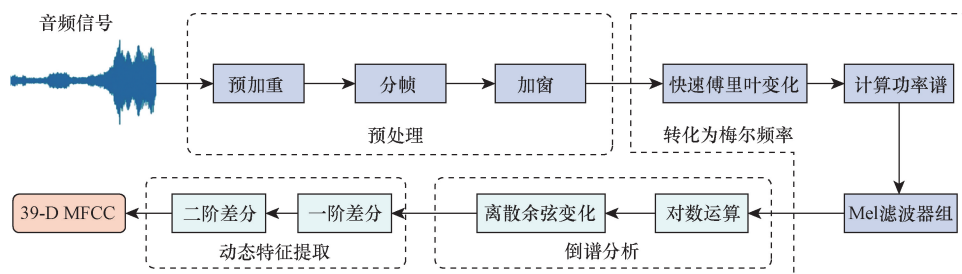 音频信号
预加重
分帧
加窗
预处理
快速傅里叶变化
计算功率谱
转化为梅尔频率
Mel滤波器组
对数运算
离散余弦变化
倒谱分析
一阶差分
二阶差分
动态特征提取
39-D MFCC